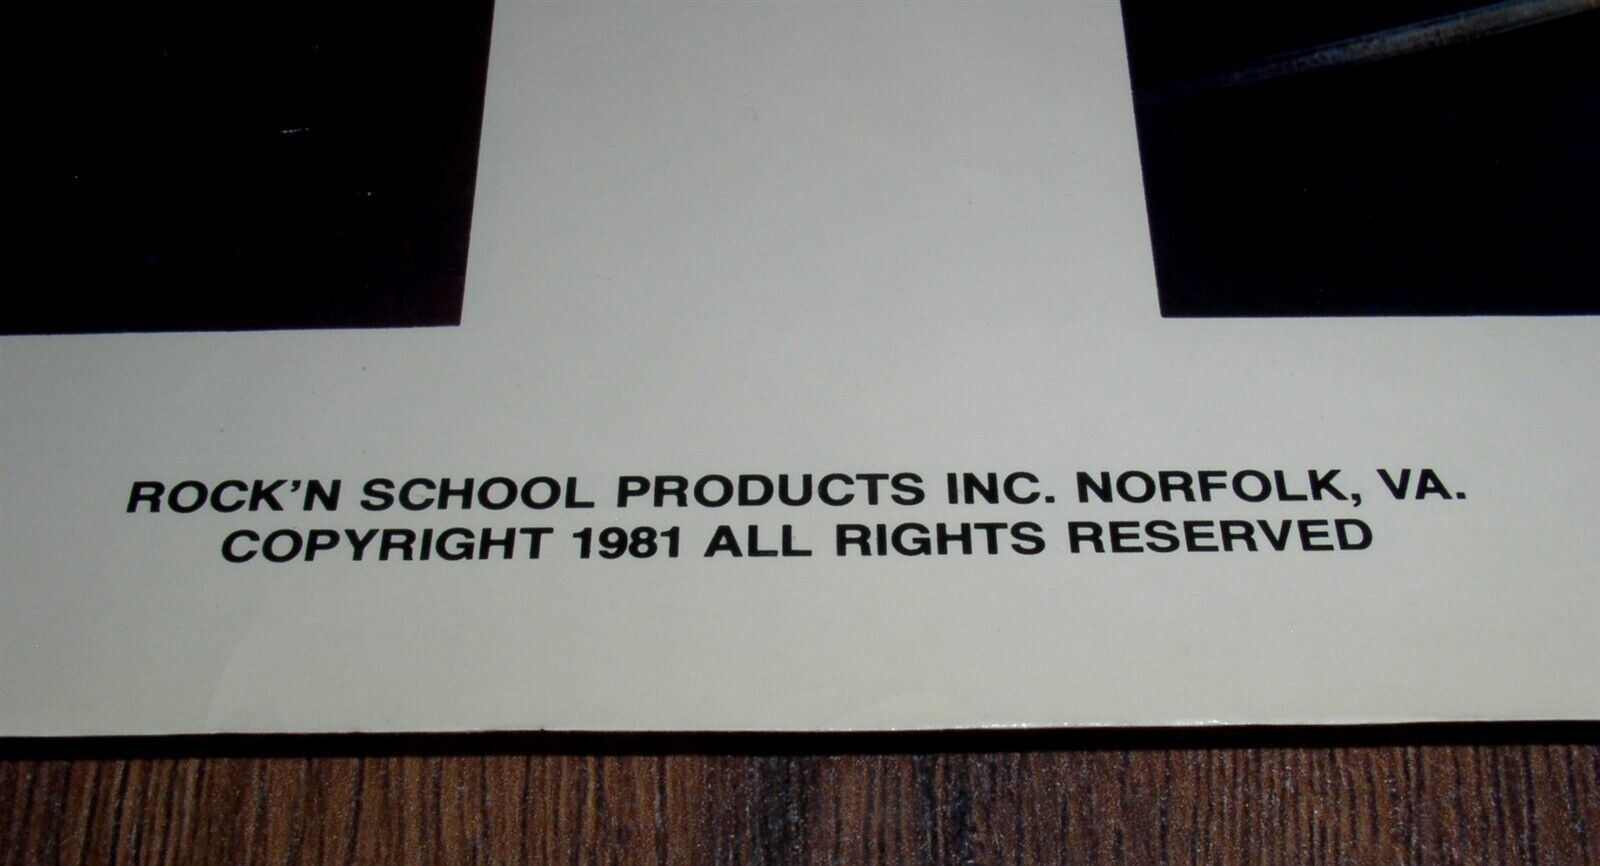 ROCK'N SCHOOL PRODUCTS INC. NORFOLK, VA.
COPYRIGHT 1981 ALL RIGHTS RESERVED